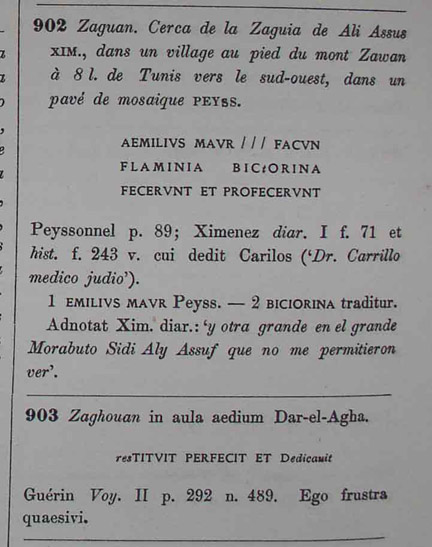 902 Zaguan. Cerca de la Zaguia de Ali Assus
XIM., dans un village au pied du mont Zawan
à 8 l. de Tunis vers le sud-ouest, dans un
pavé de mosaique PEYSS.
AEMILIVS MAVR / / / FACVN
FLAMINIA BICtORINA
FECERVNT ET PROFECERVNT
Peyssonnel p. 89; Ximenez diar. I f. 71 et
hist. f. 243 v. cui dedit Carilos (‘Dr. Carrillo
medico judio’).
1 EMILIVS MAVR Peyss. — 2 BICIORINA traditur.
Adnotat Xim. diar.: ‘y otra grande en el grande
Morabuto Sidi Aly Assuf que no me permitieron
ver’.
903 Zaghouan in aula aedium Dar-el-Agha.
resTITVIT PERFECIT ET Dedicauit
Guérin Voy. II p. 292 n. 489. Ego frustra
quaesivi.